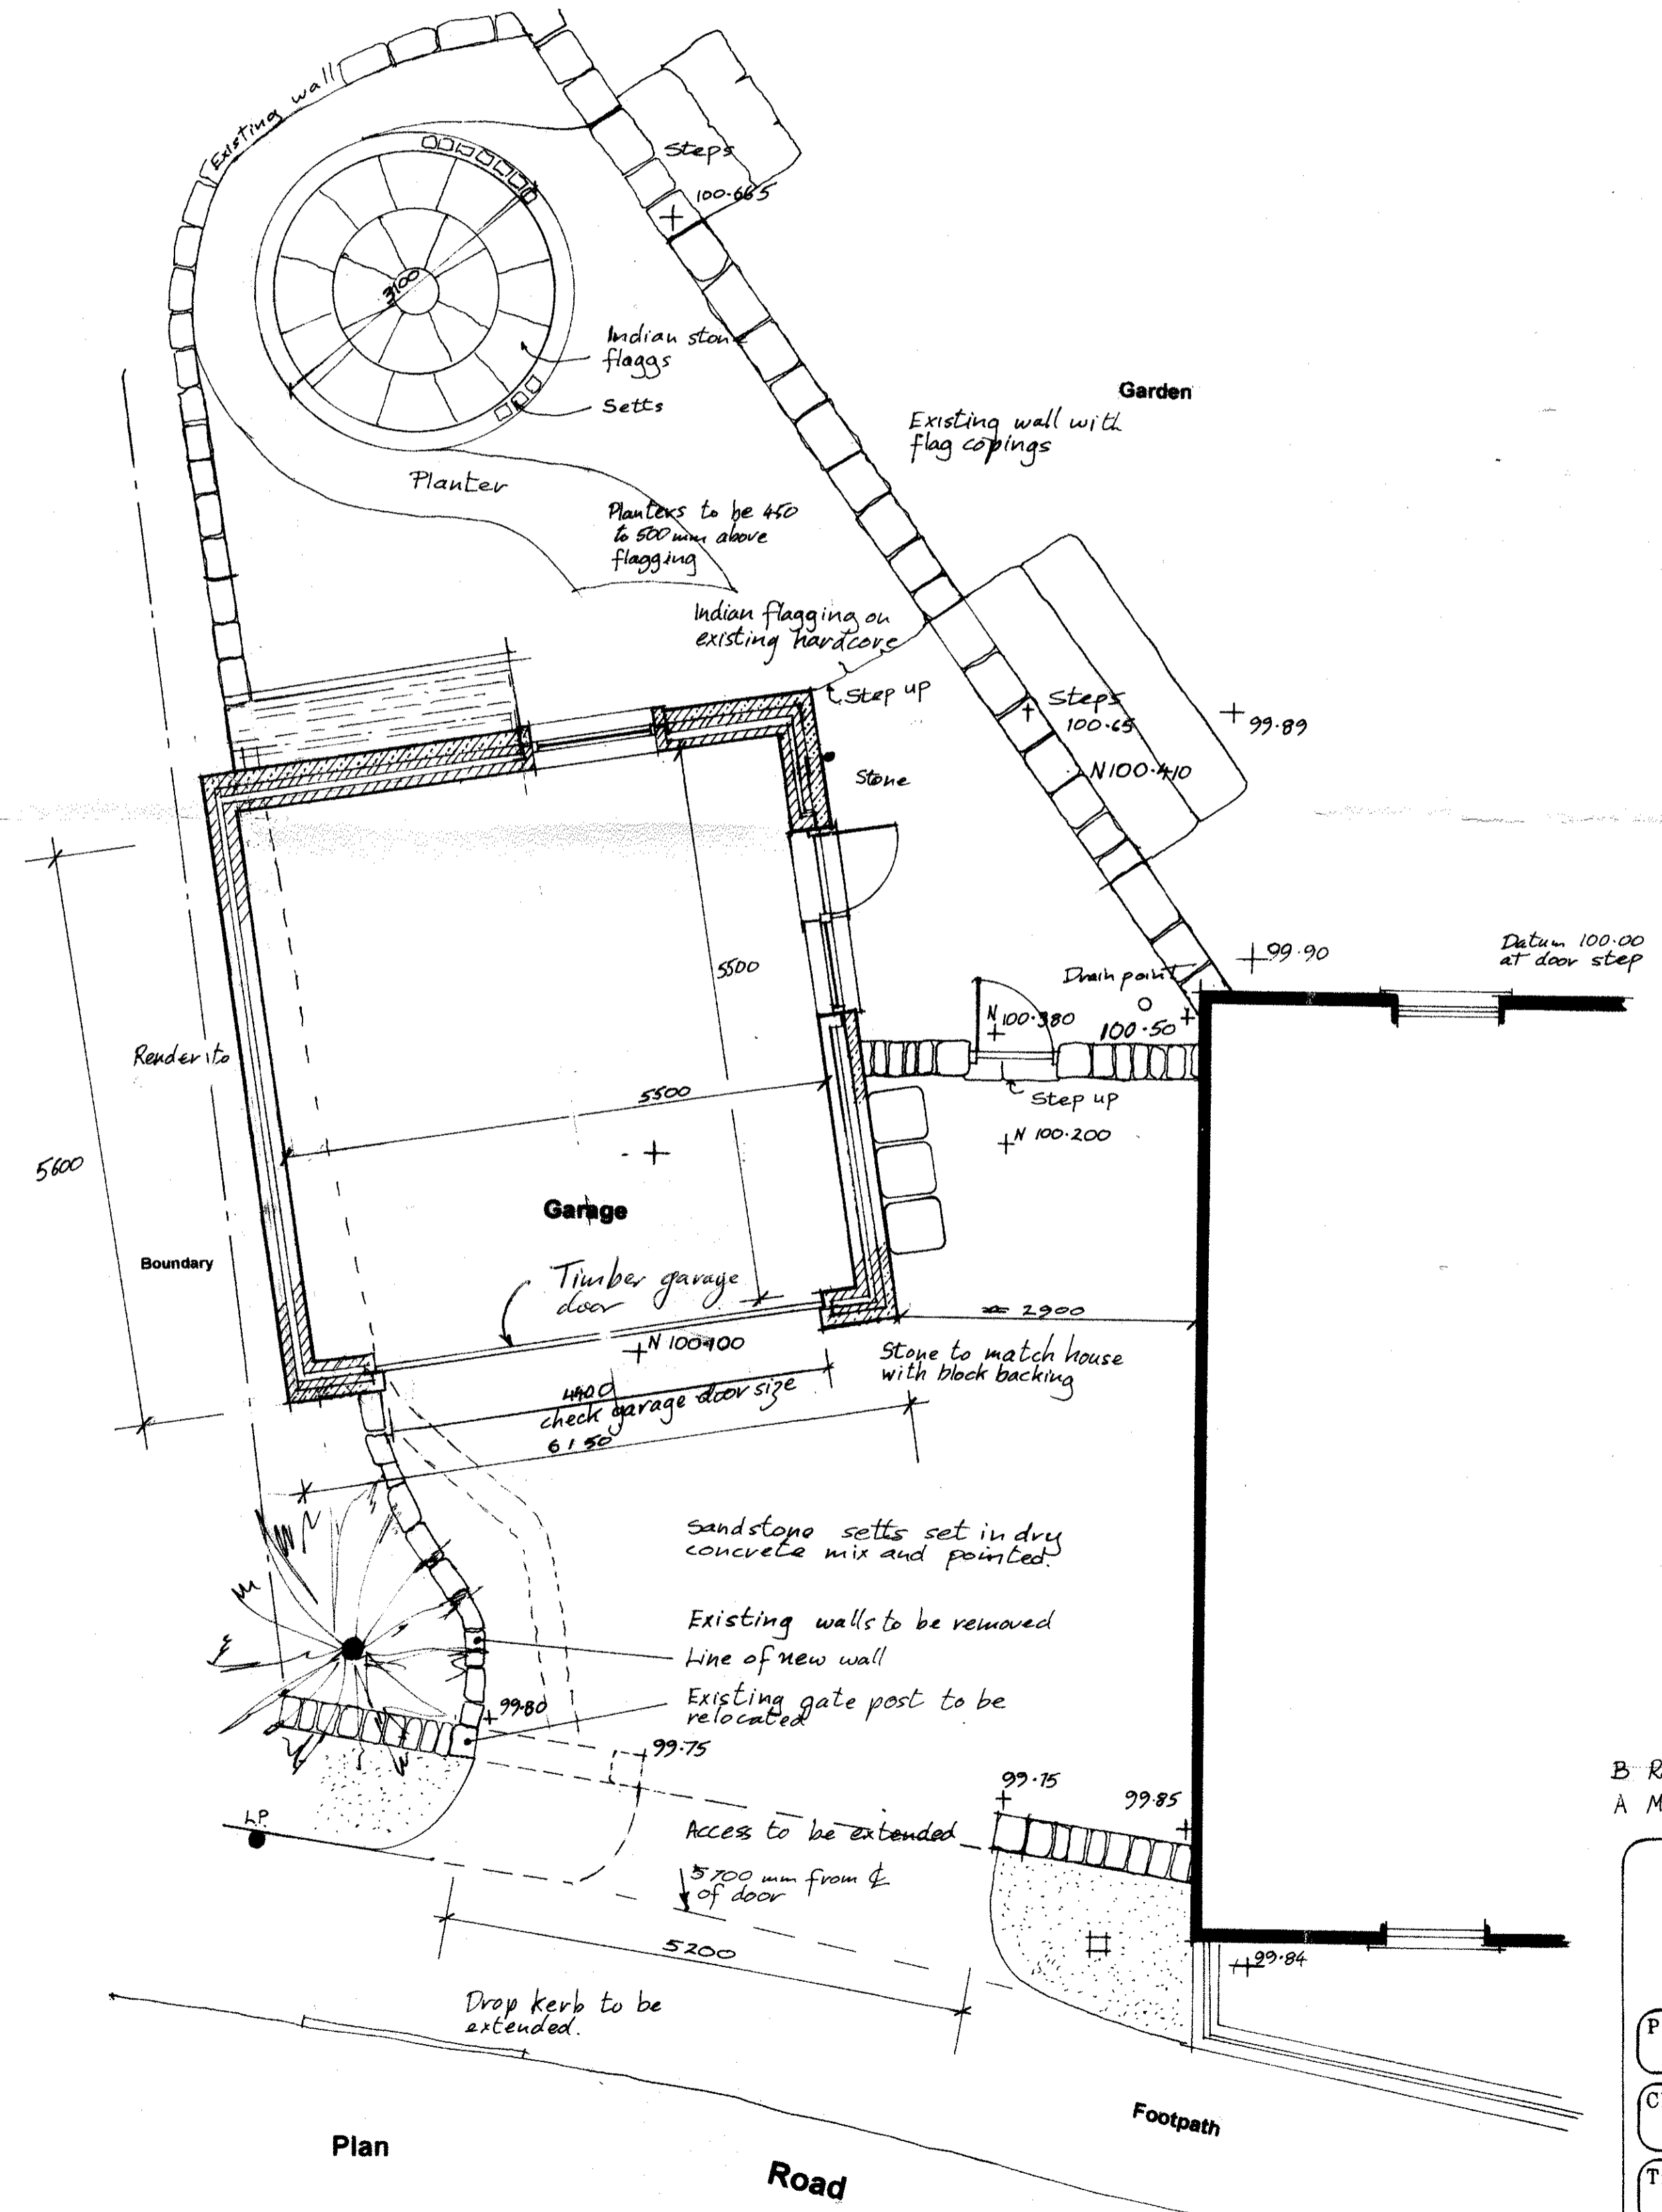 Existing wall
Steps
100.665
3100
Indian stone
flaggs
Setts
Garden
Existing wall with
flag copings
Planter
Planters to be 450
to 500mm above
flagging
Indian flagging on
existing hardcore
Step up
Steps
100.65
99.89
N100.410
Stone
99.90
Datum 100.00
at door step
Drain point
5500
N 100.380
100.50
Render to
5500
Step up
N 100.200
5600
Garage
Boundary
Timber garage
door
2900
N 100.100
Stone to match house
with block backing
check garage door size
6150
Sandstone setts set in dry
concrete mix and pointed.
Existing walls to be removed
Line of new wall
Existing gate post to be
relocated
99.80
99.75
99.75
99.85
B R
A M
L.P.
Access to be extended
5700 mm from ℄
of door
5200
99.84
Drop kerb to be
extended.
P
C
Footpath
Plan
Road
T